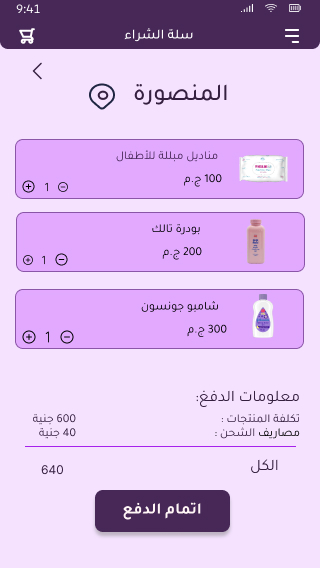 9:41
سلة الشراء
المنصورة
مناديل مبللة للأطفال
100 ج.م
1
بودرة تالك
200 ج.م
1
شامبو جونسون
300 ج.م
1
معلومات الدفع:
تكلفة المنتجات : 600 جنية
مصاريف الشحن : 40 جنية
الكل 640
اتمام الدفع